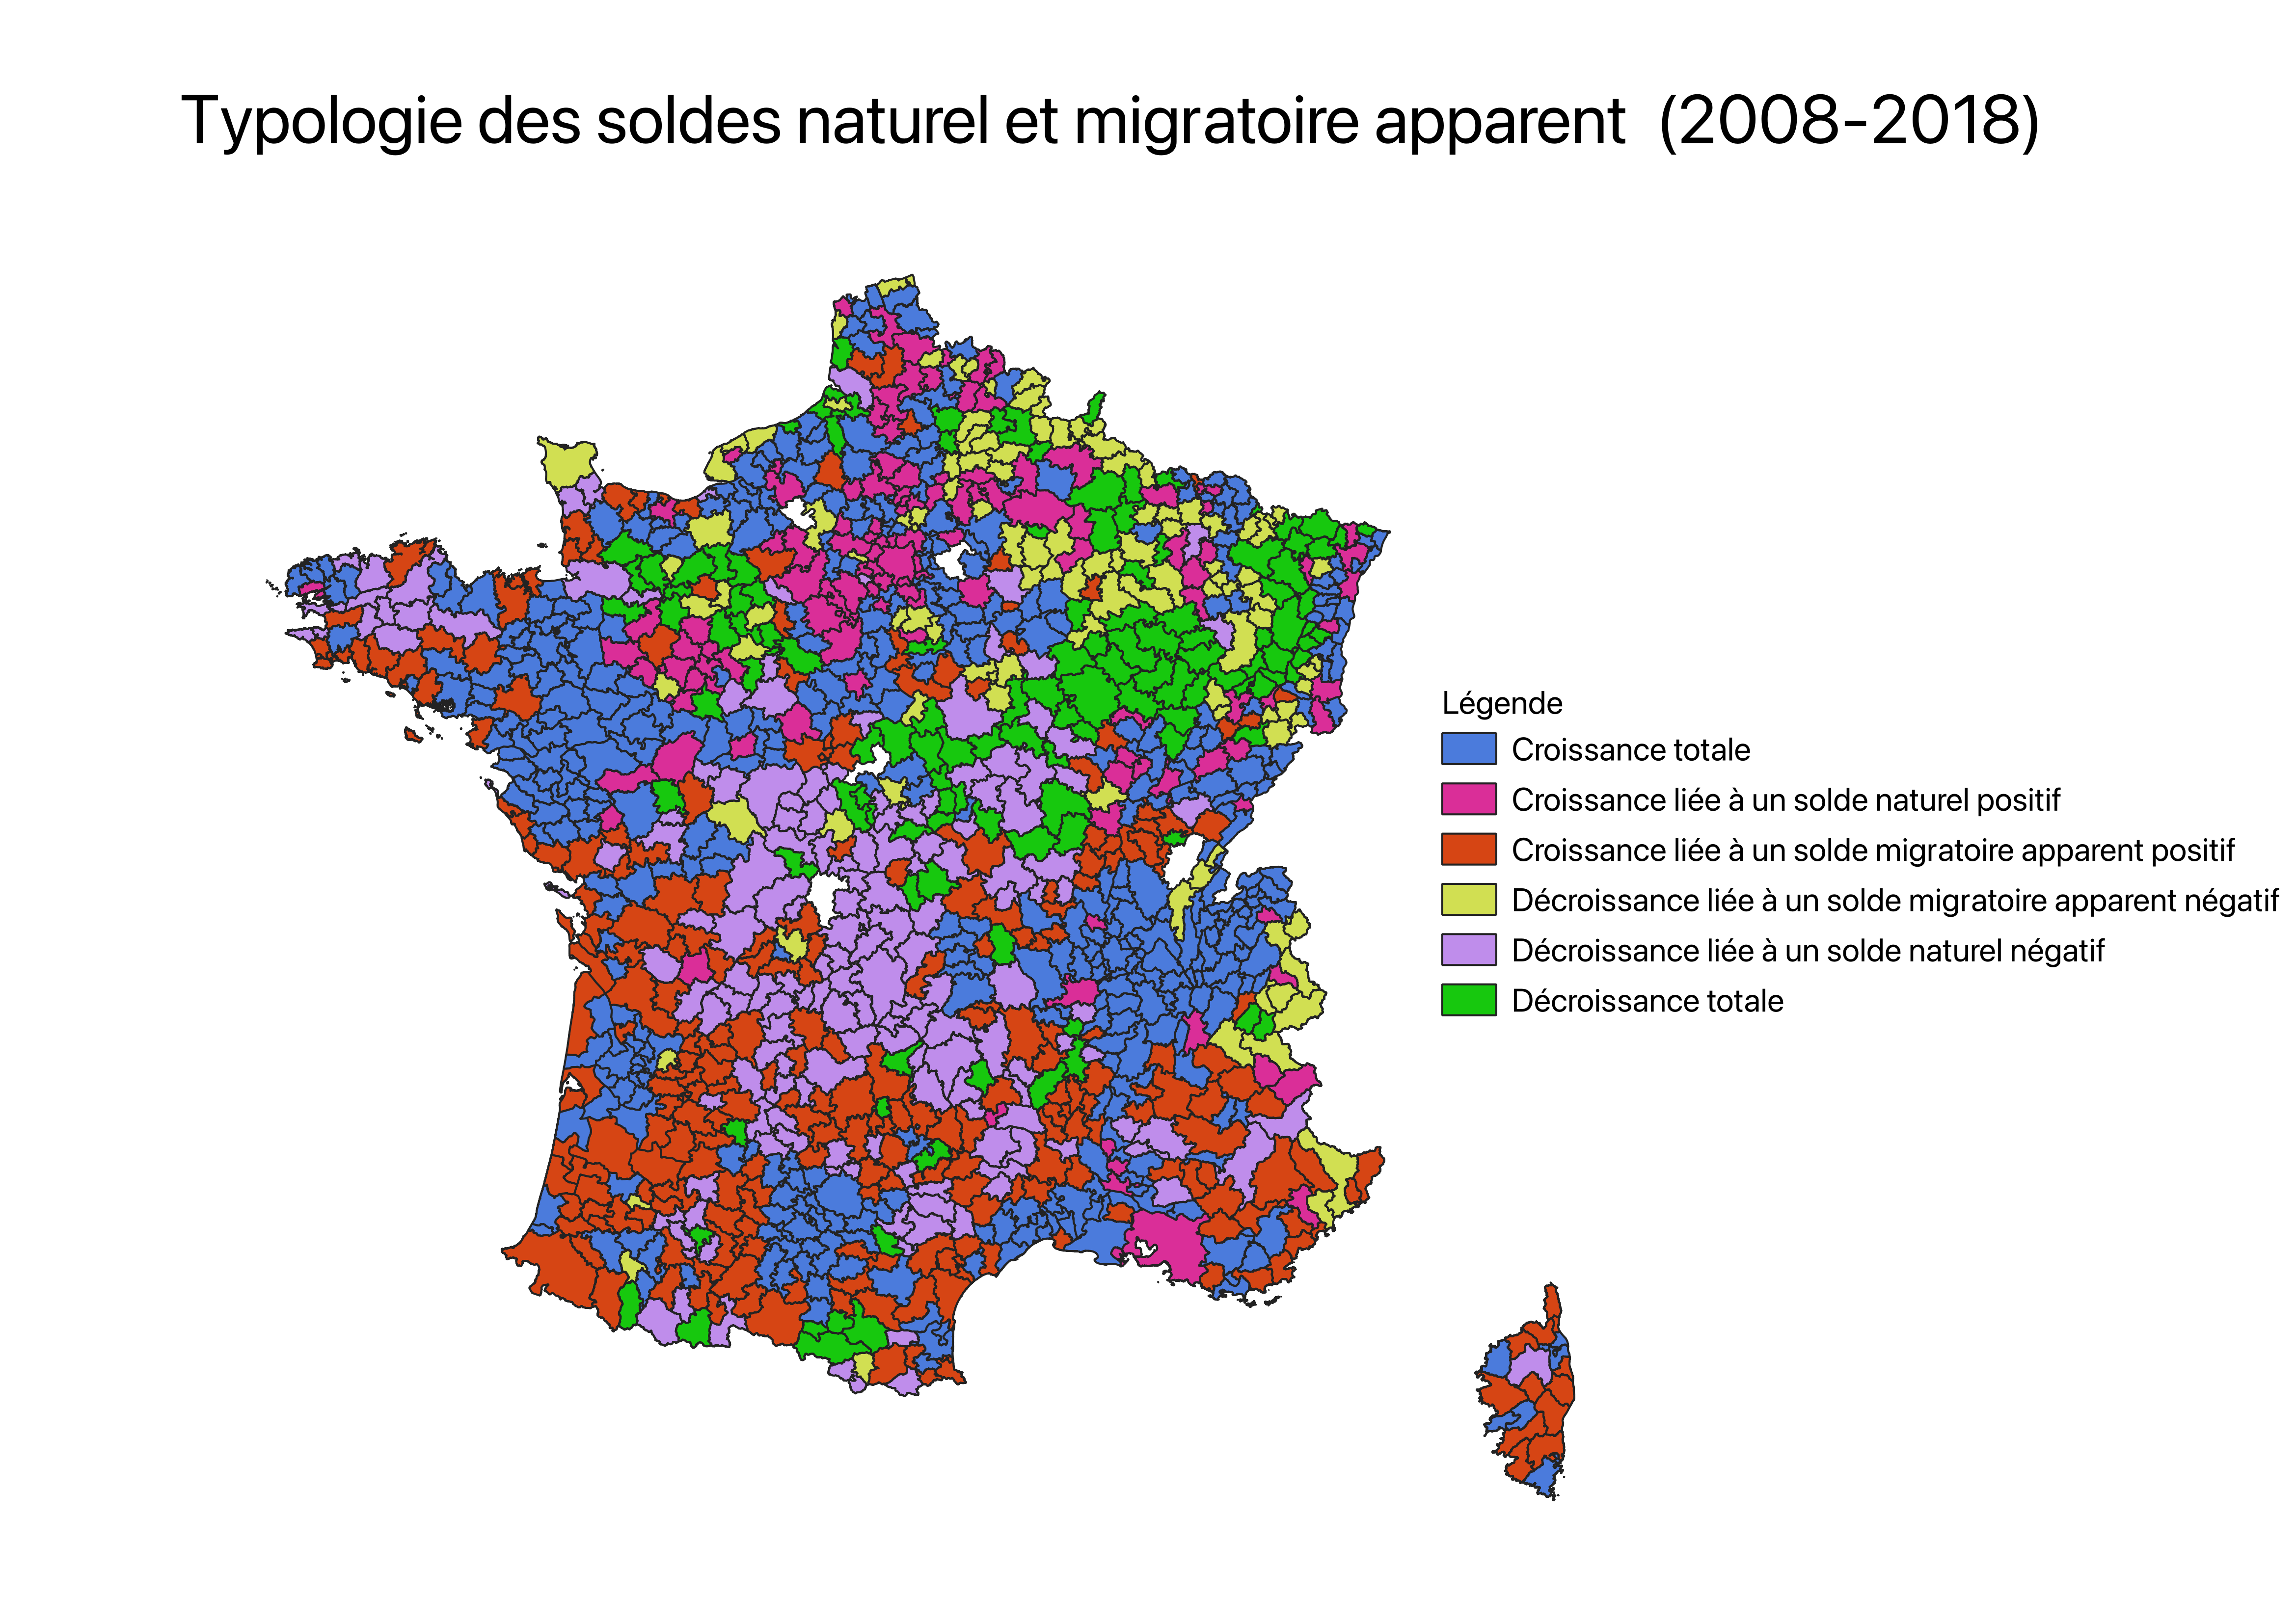 Typologie des soldes naturel et migratoire apparent (2008-2018)
Légende
Croissance totale
Croissance liée à un solde naturel positif
Croissance liée à un solde migratoire apparent positif
Décroissance liée à un solde migratoire apparent négatif
Décroissance liée à un solde naturel négatif
Décroissance totale